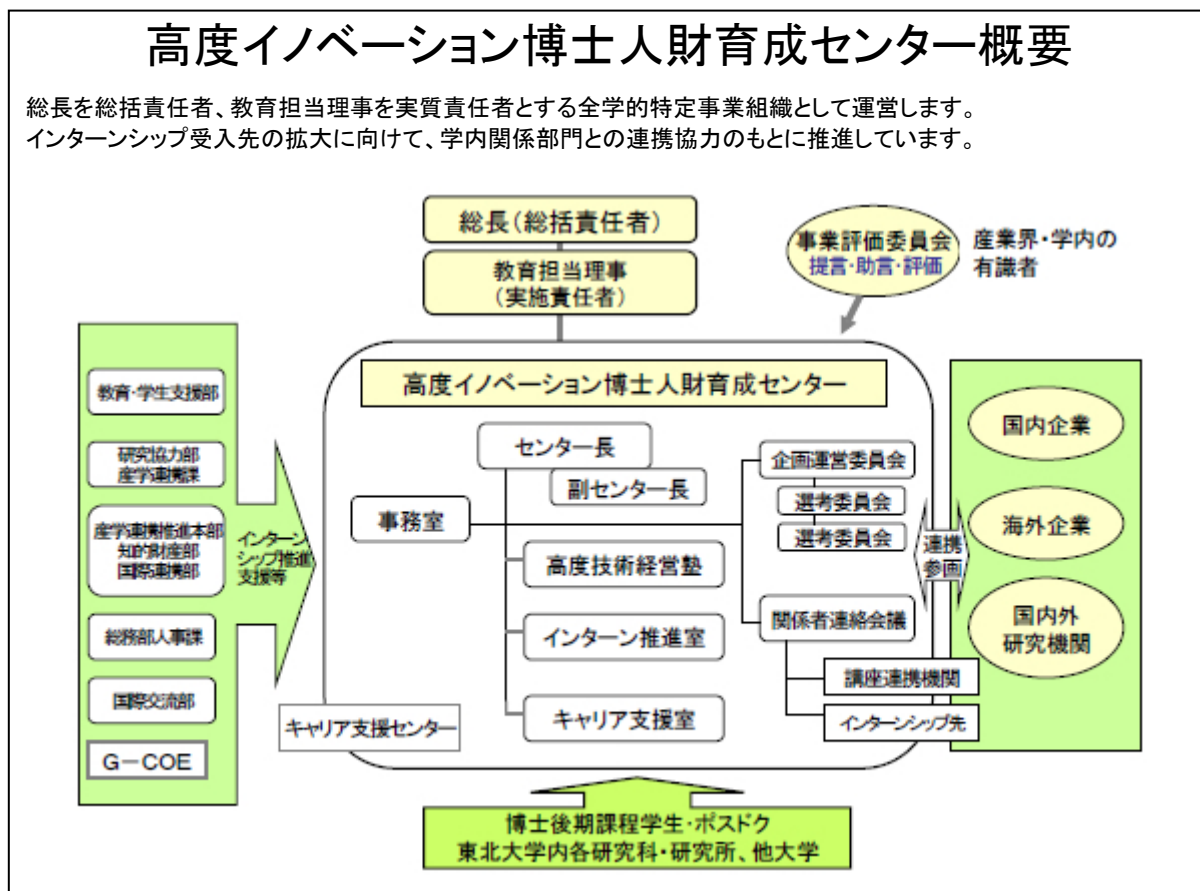 高度イノベーション博士人財育成センター概要
総長を総括責任者、教育担当理事を実質責任者とする全学的特定事業組織として運営します。
インターンシップ受入先の拡大に向けて、学内関係部門との連携協力のもとに推進しています。
総長(総括責任者)
教育担当理事
(実施責任者)
事業評価委員会
提言・助言・評価
産業界・学内の
有識者
教育・学生支援部
研究協力部
産学連携課
産学連携推進本部
知的財産部
国際連携部
総務部人事課
国際交流部
G-COE
インターン
シップ推進
支援等
高度イノベーション博士人財育成センター
センター長
副センター長
事務室
高度技術経営塾
インターン推進室
キャリア支援室
キャリア支援センター
企画運営委員会
選考委員会
選考委員会
関係者連絡会議
講座連携機関
インターンシップ先
連携
参画
国内企業
海外企業
国内外
研究機関
博士後期課程学生・ポスドク
東北大学内各研究科・研究所、他大学